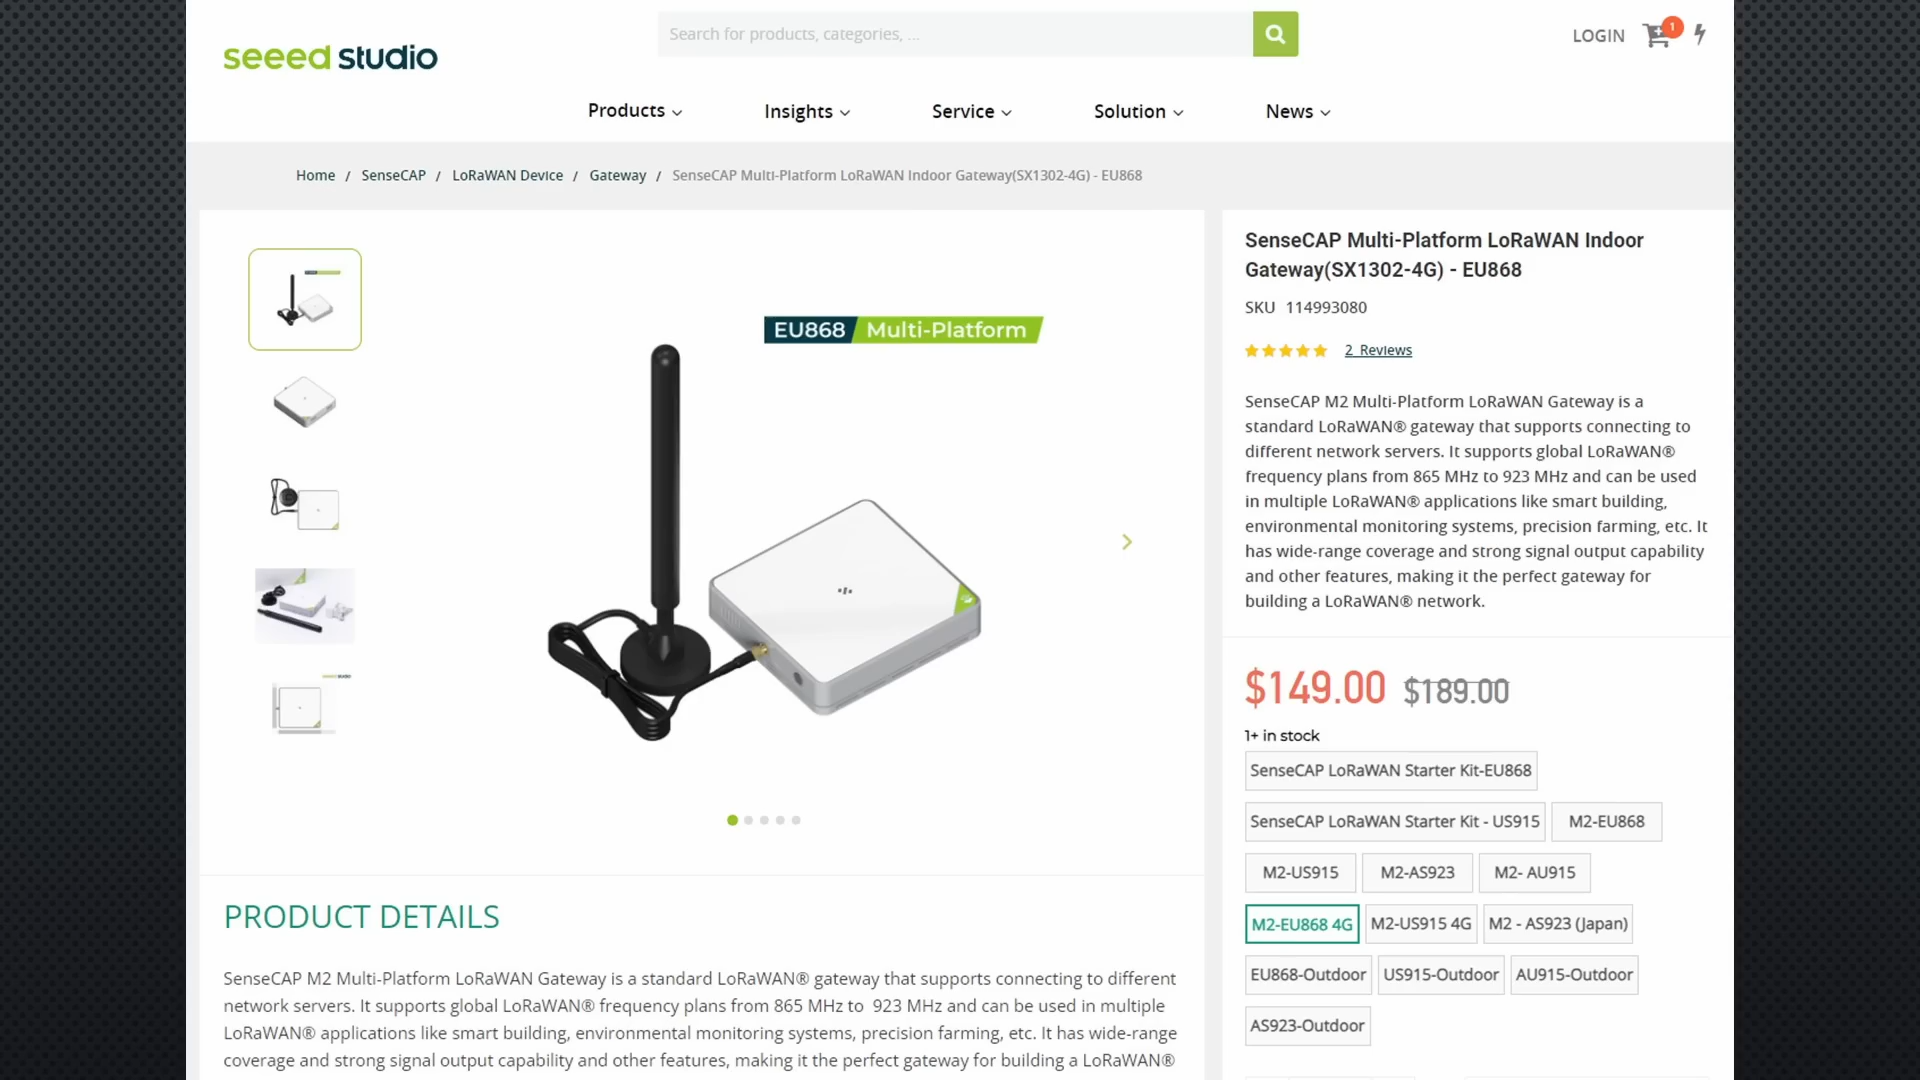 seeed studio
Search for products, categories, ...
LOGIN
1
Products
Insights
Service
Solution
News
Home / SenseCAP / LoRaWAN Device / Gateway / SenseCAP Multi-Platform LoRaWAN Indoor Gateway(SX1302-4G) - EU868
EU868 Multi-Platform
SenseCAP Multi-Platform LoRaWAN Indoor
Gateway(SX1302-4G) - EU868
SKU 114993080
2 Reviews
SenseCAP M2 Multi-Platform LoRaWAN Gateway is a
standard LoRaWAN® gateway that supports connecting to
different network servers. It supports global LoRaWAN®
frequency plans from 865 MHz to 923 MHz and can be used
in multiple LoRaWAN® applications like smart building,
environmental monitoring systems, precision farming, etc. It
has wide-range coverage and strong signal output capability
and other features, making it the perfect gateway for
building a LoRaWAN® network.
$149.00 $189.00
1+ in stock
SenseCAP LoRaWAN Starter Kit-EU868
SenseCAP LoRaWAN Starter Kit - US915
M2-EU868
M2-US915
M2-AS923
M2- AU915
M2-EU868 4G
M2-US915 4G
M2 - AS923 (Japan)
EU868-Outdoor
US915-Outdoor
AU915-Outdoor
AS923-Outdoor
PRODUCT DETAILS
SenseCAP M2 Multi-Platform LoRaWAN Gateway is a standard LoRaWAN® gateway that supports connecting to different
network servers. It supports global LoRaWAN® frequency plans from 865 MHz to 923 MHz and can be used in multiple
LoRaWAN® applications like smart building, environmental monitoring systems, precision farming, etc. It has wide-range
coverage and strong signal output capability and other features, making it the perfect gateway for building a LoRaWAN®